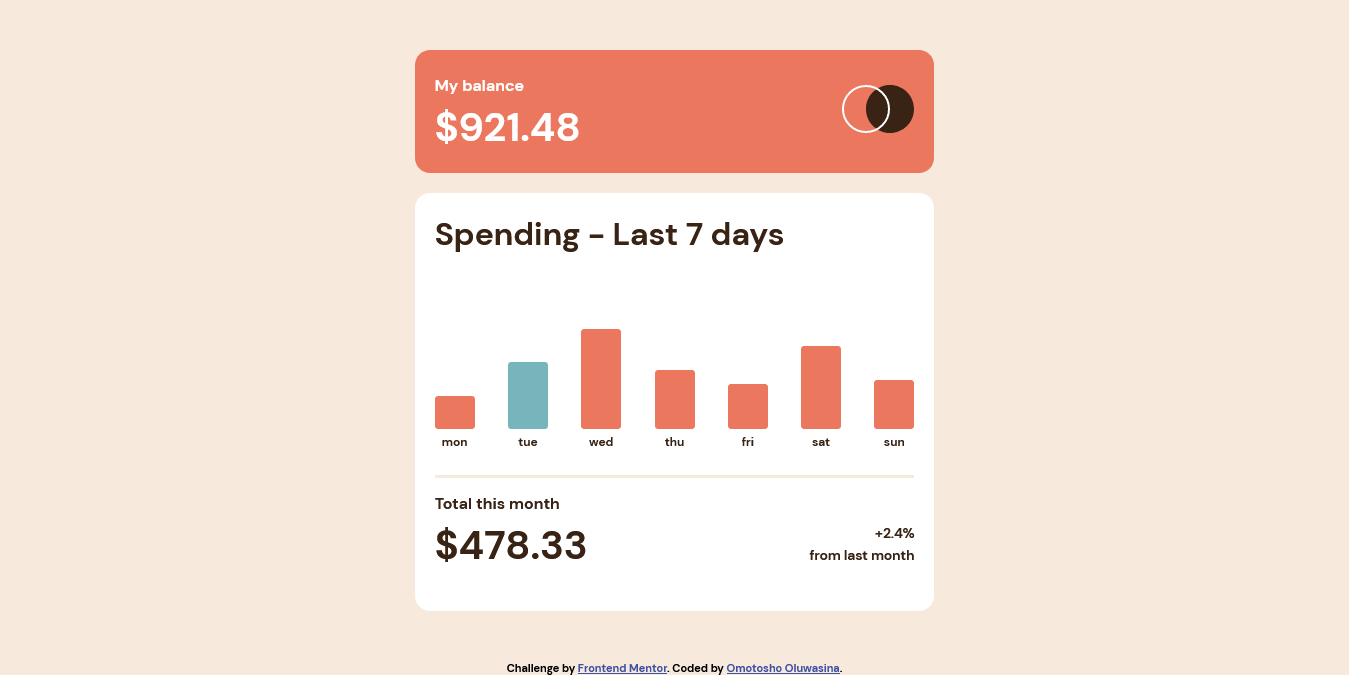 My balance
$921.48
Spending - Last 7 days
mon tue wed thu fri sat sun
Total this month
$478.33
+2.4%
from last month
Challenge by Frontend Mentor. Coded by Omotosho Oluwasina.